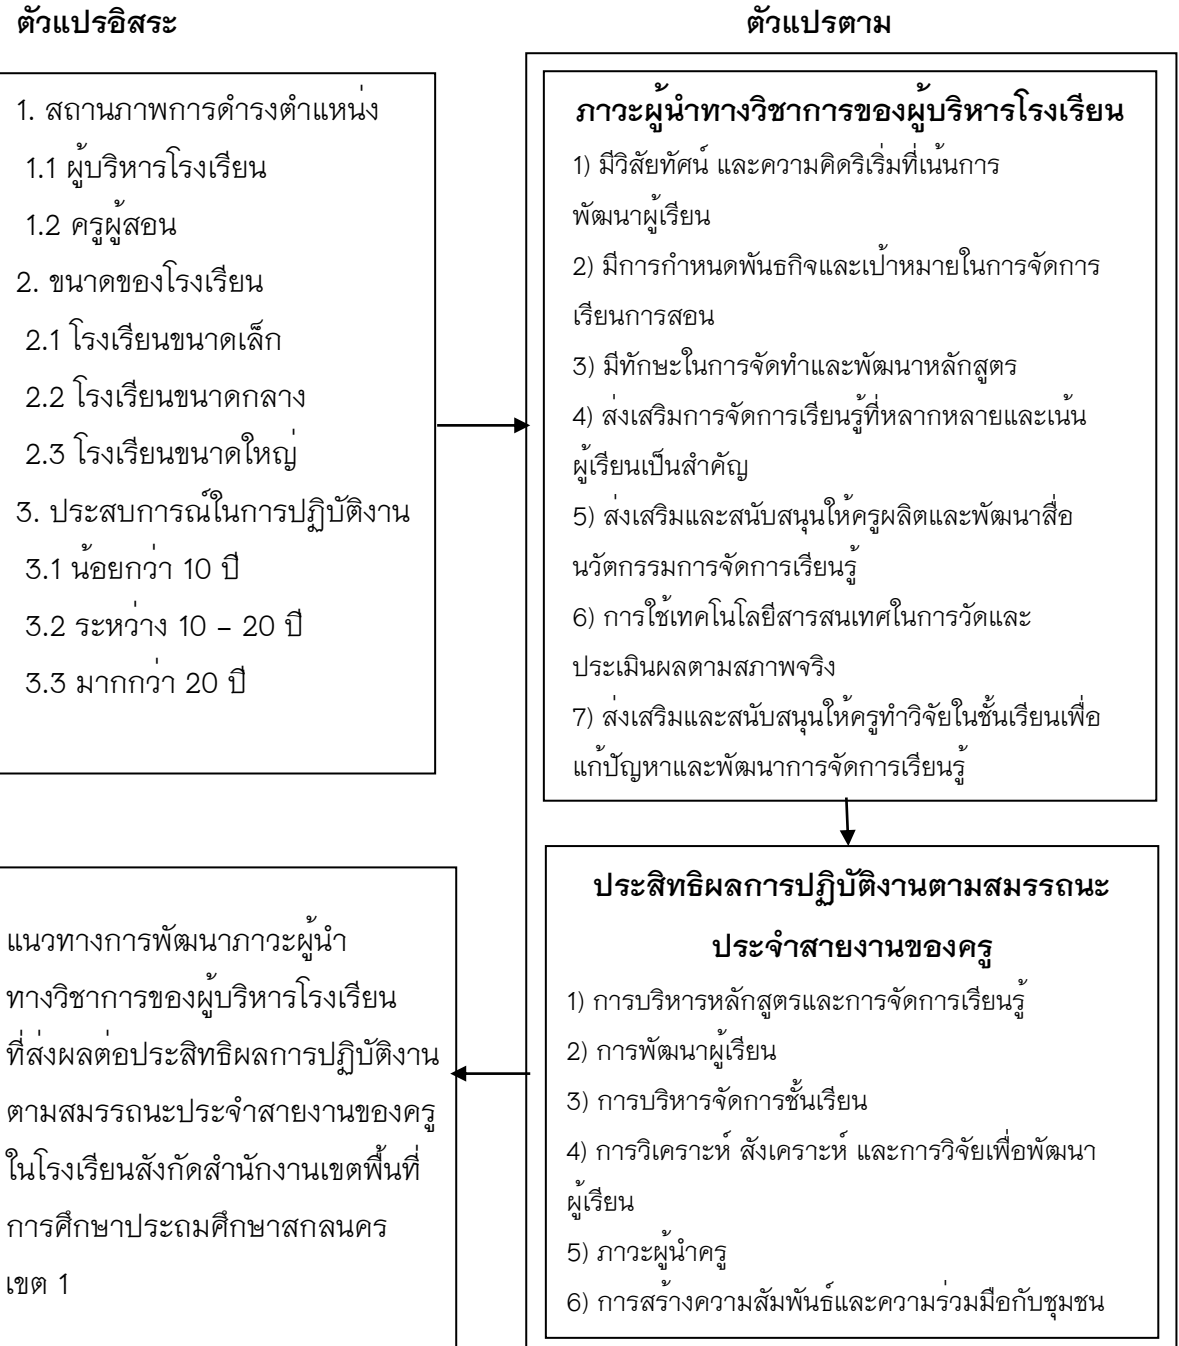 ตัวแปรอิสระ
ตัวแปรตาม
1. สถานภาพการดำรงตำแหน่ง
1.1 ผู้บริหารโรงเรียน
1.2 ครูผู้สอน
2. ขนาดของโรงเรียน
2.1 โรงเรียนขนาดเล็ก
2.2 โรงเรียนขนาดกลาง
2.3 โรงเรียนขนาดใหญ่
3. ประสบการณ์ในการปฏิบัติงาน
3.1 น้อยกว่า 10 ปี
3.2 ระหว่าง 10 – 20 ปี
3.3 มากกว่า 20 ปี
ภาวะผู้นำทางวิชาการของผู้บริหารโรงเรียน
1) มีวิสัยทัศน์ และความคิดริเริ่มที่เน้นการ
พัฒนาผู้เรียน
2) มีการกำหนดพันธกิจและเป้าหมายในการจัดการ
เรียนการสอน
3) มีทักษะในการจัดทำและพัฒนาหลักสูตร
4) ส่งเสริมการจัดการเรียนรู้ที่หลากหลายและเน้น
ผู้เรียนเป็นสำคัญ
5) ส่งเสริมและสนับสนุนให้ครูผลิตและพัฒนาสื่อ
นวัตกรรมการจัดการเรียนรู้
6) การใช้เทคโนโลยีสารสนเทศในการวัดและ
ประเมินผลตามสภาพจริง
7) ส่งเสริมและสนับสนุนให้ครูทำวิจัยในชั้นเรียนเพื่อ
แก้ปัญหาและพัฒนาการจัดการเรียนรู้
ประสิทธิผลการปฏิบัติงานตามสมรรถนะ
ประจำสายงานของครู
1) การบริหารหลักสูตรและการจัดการเรียนรู้
2) การพัฒนาผู้เรียน
3) การบริหารจัดการชั้นเรียน
4) การวิเคราะห์ สังเคราะห์ และการวิจัยเพื่อพัฒนา
ผู้เรียน
5) ภาวะผู้นำครู
6) การสร้างความสัมพันธ์และความร่วมมือกับชุมชน
แนวทางการพัฒนาภาวะผู้นำ
ทางวิชาการของผู้บริหารโรงเรียน
ที่ส่งผลต่อประสิทธิผลการปฏิบัติงาน
ตามสมรรถนะประจำสายงานของครู
ในโรงเรียนสังกัดสำนักงานเขตพื้นที่
การศึกษาประถมศึกษาสกลนคร
เขต 1